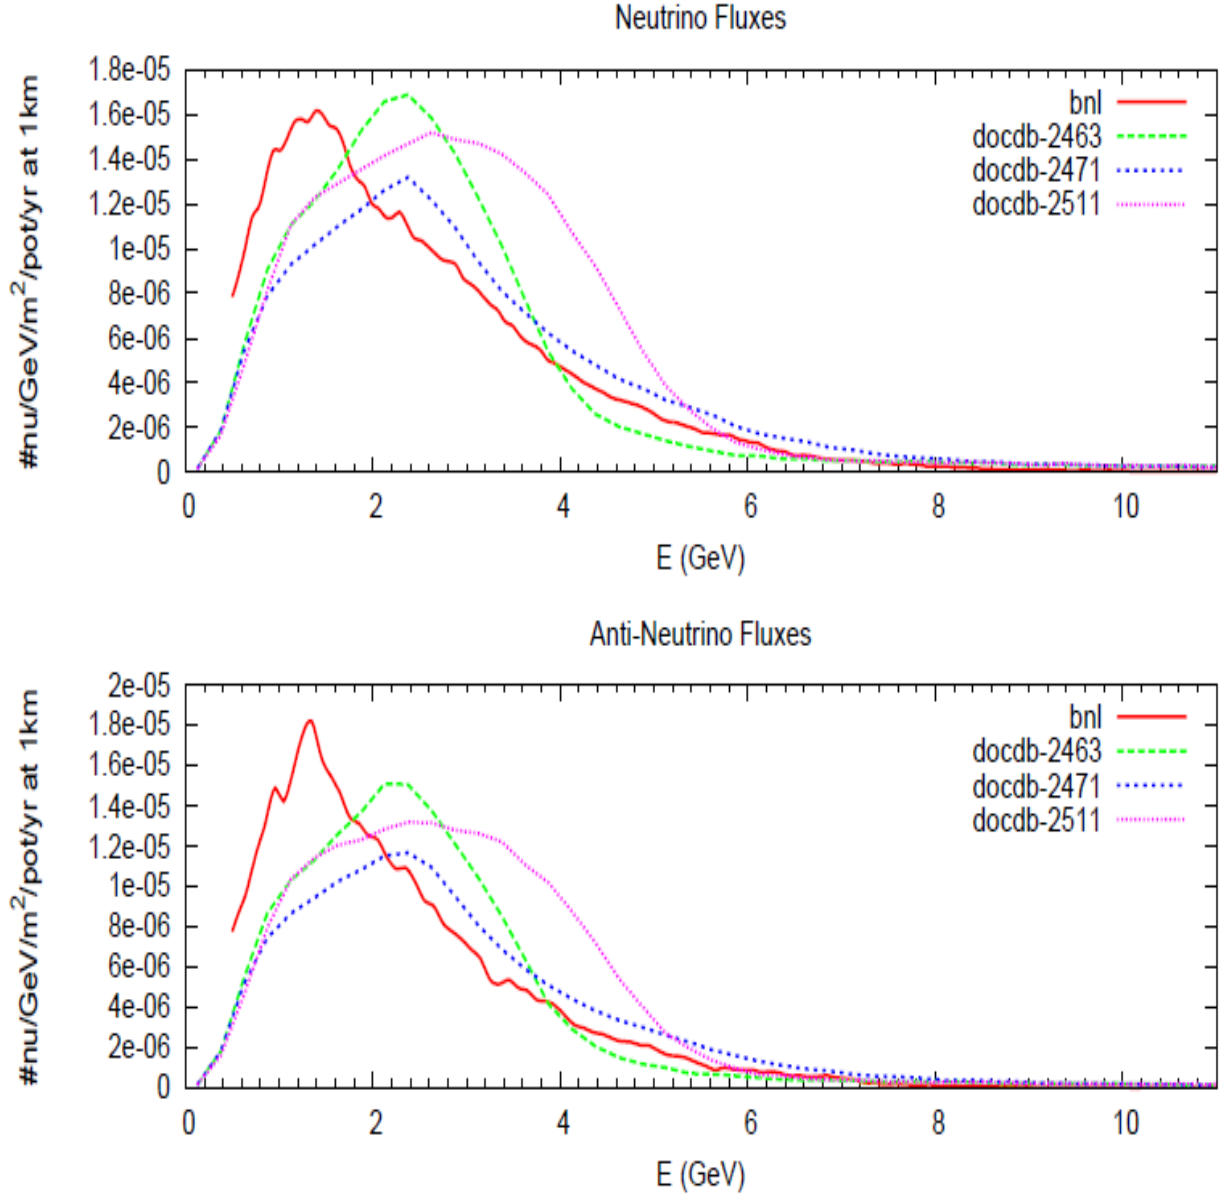 Neutrino Fluxes
#nu/GeV/m²/pot/yr at 1km
1.8e-05
1.6e-05
1.4e-05
1.2e-05
1e-05
8e-06
6e-06
4e-06
2e-06
0
bnl
docdb-2463
docdb-2471
docdb-2511
0 2 4 6 8 10
E (GeV)
Anti-Neutrino Fluxes
#nu/GeV/m²/pot/yr at 1km
2e-05
1.8e-05
1.6e-05
1.4e-05
1.2e-05
1e-05
8e-06
6e-06
4e-06
2e-06
0
bnl
docdb-2463
docdb-2471
docdb-2511
0 2 4 6 8 10
E (GeV)